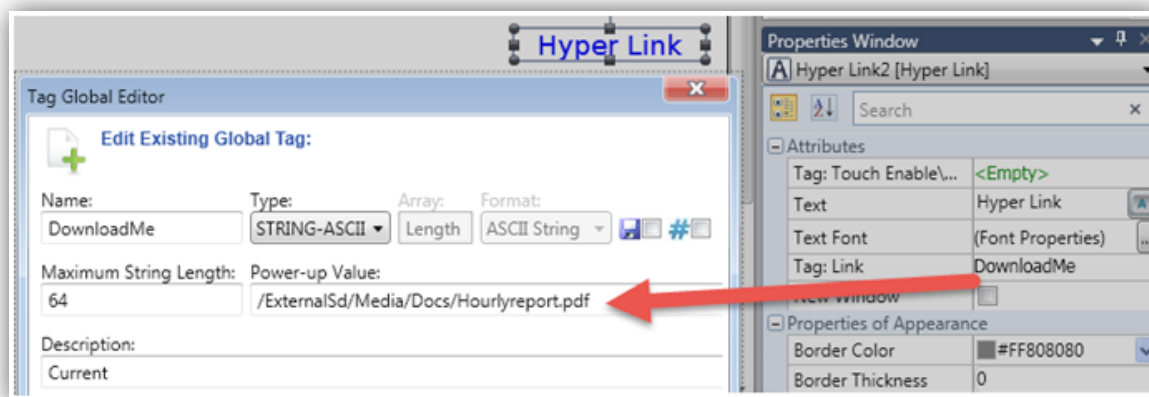 Hyper Link
Tag Global Editor
Edit Existing Global Tag:
Name: Type: Array: Format:
DownloadMe STRING-ASCII Length ASCII String #
Maximum String Length: Power-up Value:
64 /ExternalSd/Media/Docs/Hourlyreport.pdf
Description:
Current
Properties Window
A Hyper Link2 [Hyper Link]
Search
Attributes
Tag: Touch Enable\... <Empty>
Text Hyper Link
Text Font (Font Properties) ...
Tag: Link DownloadMe
New Window
Properties of Appearance
Border Color #FF808080
Border Thickness 0